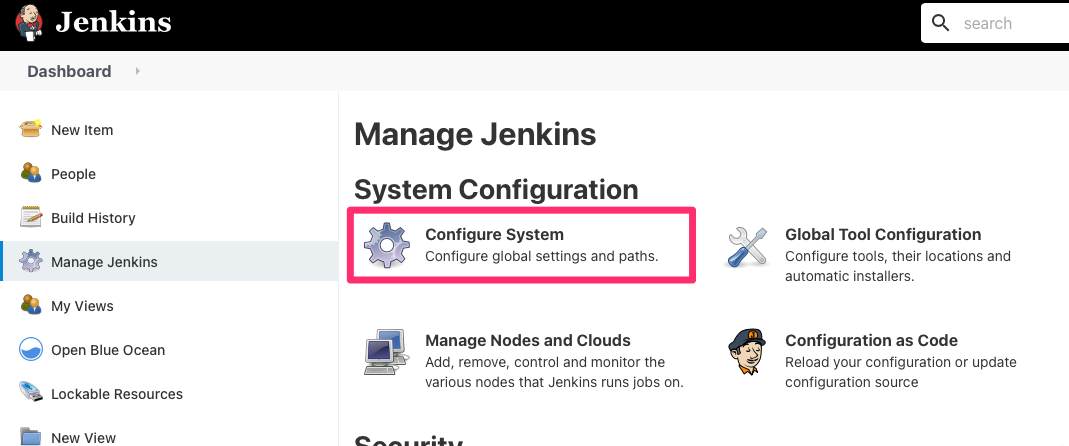 Jenkins
search
Dashboard
New Item
People
Build History
Manage Jenkins
My Views
Open Blue Ocean
Lockable Resources
New View
Manage Jenkins
System Configuration
Configure System
Configure global settings and paths.
Global Tool Configuration
Configure tools, their locations and
automatic installers.
Manage Nodes and Clouds
Add, remove, control and monitor the
various nodes that Jenkins runs jobs on.
Configuration as Code
Reload your configuration or update
configuration source
Security